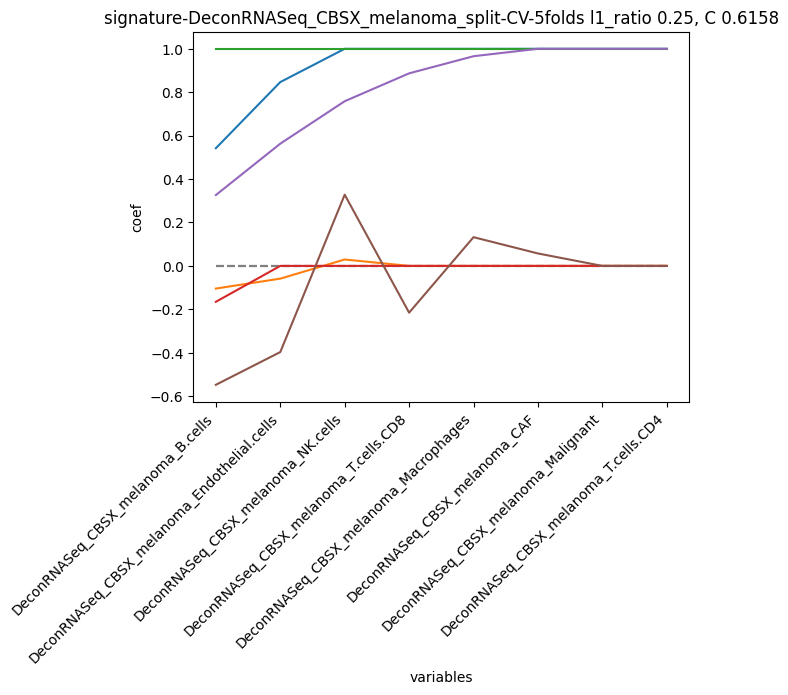 signature-DeconRNASeq_CBSX_melanoma_split-CV-5folds l1_ratio 0.25, C 0.6158
1.0
0.8
0.6
0.4
0.2
0.0
−0.2
−0.4
−0.6
coef
DeconRNASeq_CBSX_melanoma_B.cells
DeconRNASeq_CBSX_melanoma_Endothelial.cells
DeconRNASeq_CBSX_melanoma_NK.cells
DeconRNASeq_CBSX_melanoma_T.cells.CD8
DeconRNASeq_CBSX_melanoma_Macrophages
DeconRNASeq_CBSX_melanoma_CAF
DeconRNASeq_CBSX_melanoma_Malignant
DeconRNASeq_CBSX_melanoma_T.cells.CD4
variables